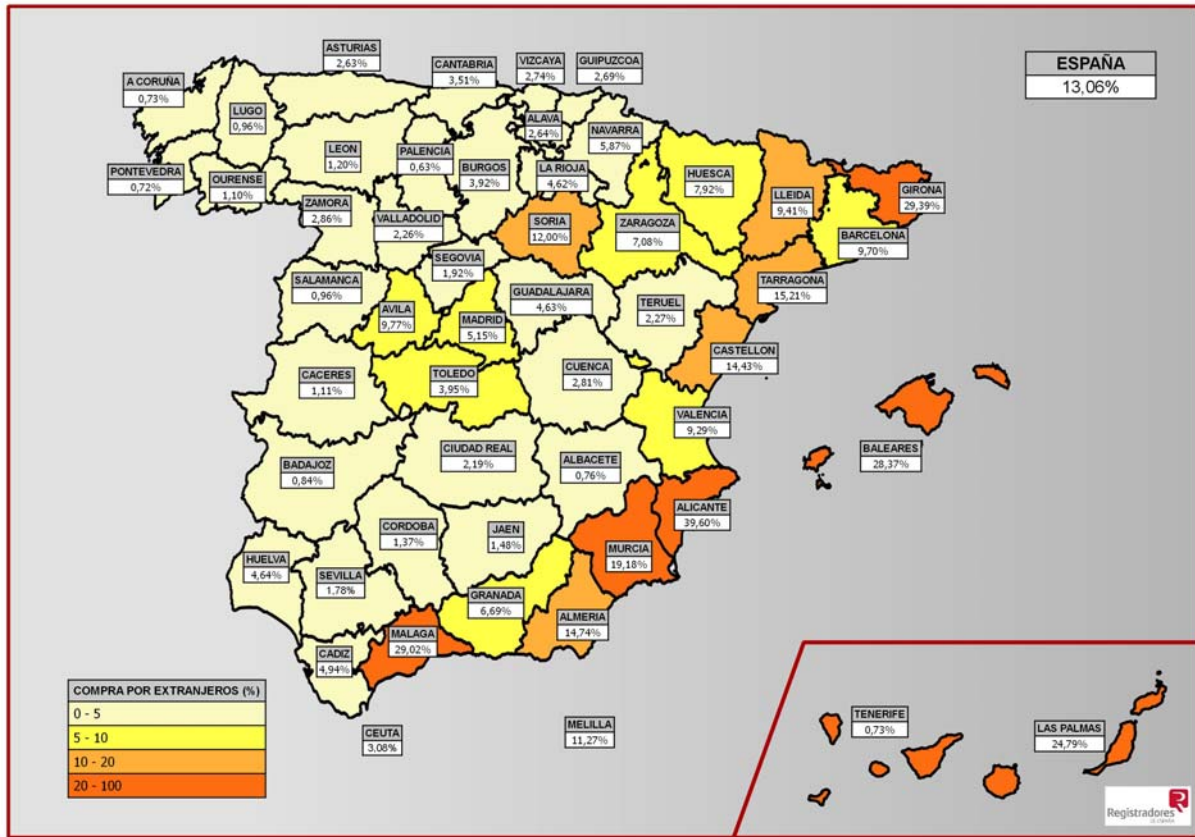 ASTURIAS
2,63%
CANTABRIA
3,51%
VIZCAYA
2,74%
GUIPUZCOA
2,69%
ESPAÑA
13,06%
A CORUÑA
0,73%
LUGO
0,96%
ALAVA
2,64%
NAVARRA
5,87%
LEON
1,20%
PALENCIA
0,63%
BURGOS
3,92%
LA RIOJA
4,62%
HUESCA
7,92%
LLEIDA
9,41%
GIRONA
29,39%
PONTEVEDRA
0,72%
OURENSE
1,10%
ZAMORA
2,86%
VALLADOLID
2,26%
SORIA
12,00%
ZARAGOZA
7,08%
BARCELONA
9,70%
SEGOVIA
1,92%
TARRAGONA
15,21%
SALAMANCA
0,96%
AVILA
9,77%
MADRID
5,15%
GUADALAJARA
4,63%
TERUEL
2,27%
CASTELLON
14,43%
CACERES
1,11%
TOLEDO
3,95%
CUENCA
2,81%
VALENCIA
9,29%
BALEARES
28,37%
BADAJOZ
0,84%
CIUDAD REAL
2,19%
ALBACETE
0,76%
ALICANTE
39,60%
CORDOBA
1,37%
JAEN
1,48%
MURCIA
19,18%
HUELVA
4,64%
SEVILLA
1,78%
GRANADA
6,69%
ALMERIA
14,74%
MALAGA
29,02%
CADIZ
4,94%
COMPRA POR EXTRANJEROS (%)
0 - 5
5 - 10
10 - 20
20 - 100
CEUTA
3,08%
MELILLA
11,27%
TENERIFE
0,73%
LAS PALMAS
24,79%
Registradores
DE ESPAÑA